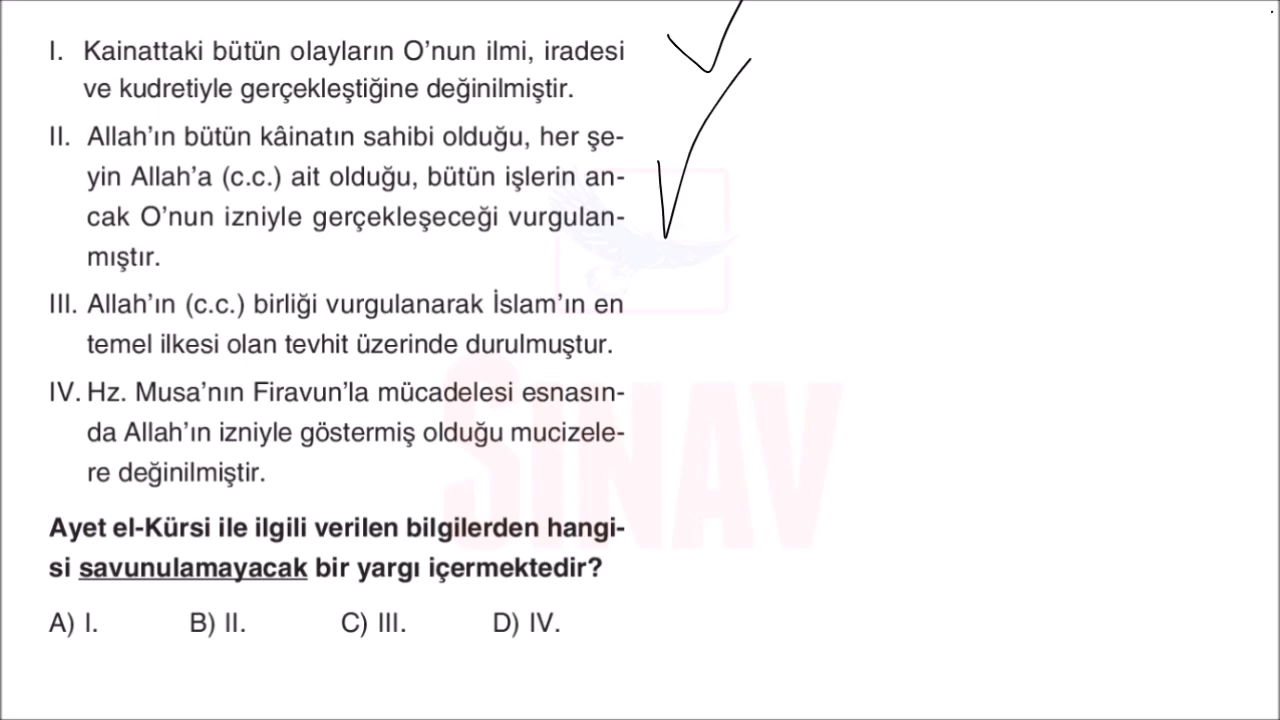 I. Kainattaki bütün olayların O’nun ilmi, iradesi
ve kudretiyle gerçekleştiğine değinilmiştir.
II. Allah’ın bütün kâinatın sahibi olduğu, her şe-
yin Allah’a (c.c.) ait olduğu, bütün işlerin an-
cak O’nun izniyle gerçekleşeceği vurgulan-
mıştır.
III. Allah’ın (c.c.) birliği vurgulanarak İslam’ın en
temel ilkesi olan tevhit üzerinde durulmuştur.
IV. Hz. Musa’nın Firavun’la mücadelesi esnasın-
da Allah’ın izniyle göstermiş olduğu mucizele-
re değinilmiştir.
SINAV
Ayet el-Kürsi ile ilgili verilen bilgilerden hangi-
si savunulamayacak bir yargı içermektedir?
A) I. B) II. C) III. D) IV.